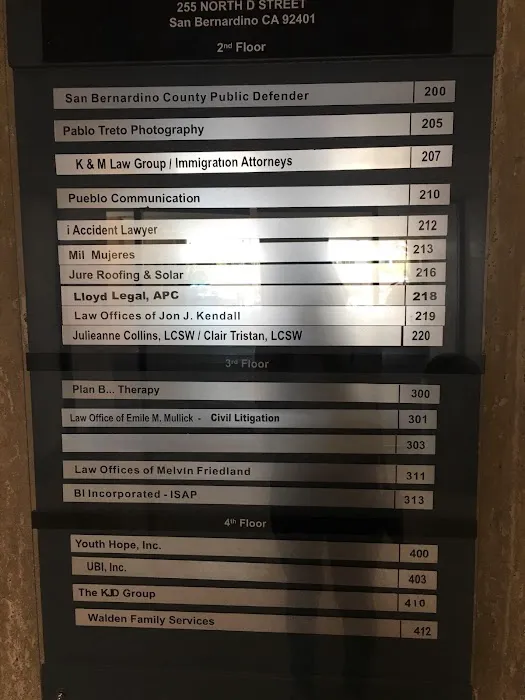 255 NORTH D STREET
San Bernardino CA 92401
2nd Floor
San Bernardino County Public Defender 200
Pablo Treto Photography 205
K & M Law Group / Immigration Attorneys 207
Pueblo Communication 210
i Accident Lawyer 212
Mil Mujeres 213
Jure Roofing & Solar 216
Lloyd Legal, APC 218
Law Offices of Jon J. Kendall 219
Julieanne Collins, LCSW / Clair Tristan, LCSW 220
3rd Floor
Plan B... Therapy 300
Law Office of Emile M. Mullick - Civil Litigation 301
303
Law Offices of Melvin Friedland 311
BI Incorporated - ISAP 313
4th Floor
Youth Hope, Inc. 400
UBI, Inc. 403
The KJD Group 410
Walden Family Services 412